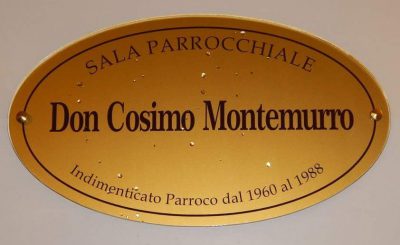 SALA PARROCCHIALE
Don Cosimo Montemurro
Indimenticato Parroco dal 1960 al 1988